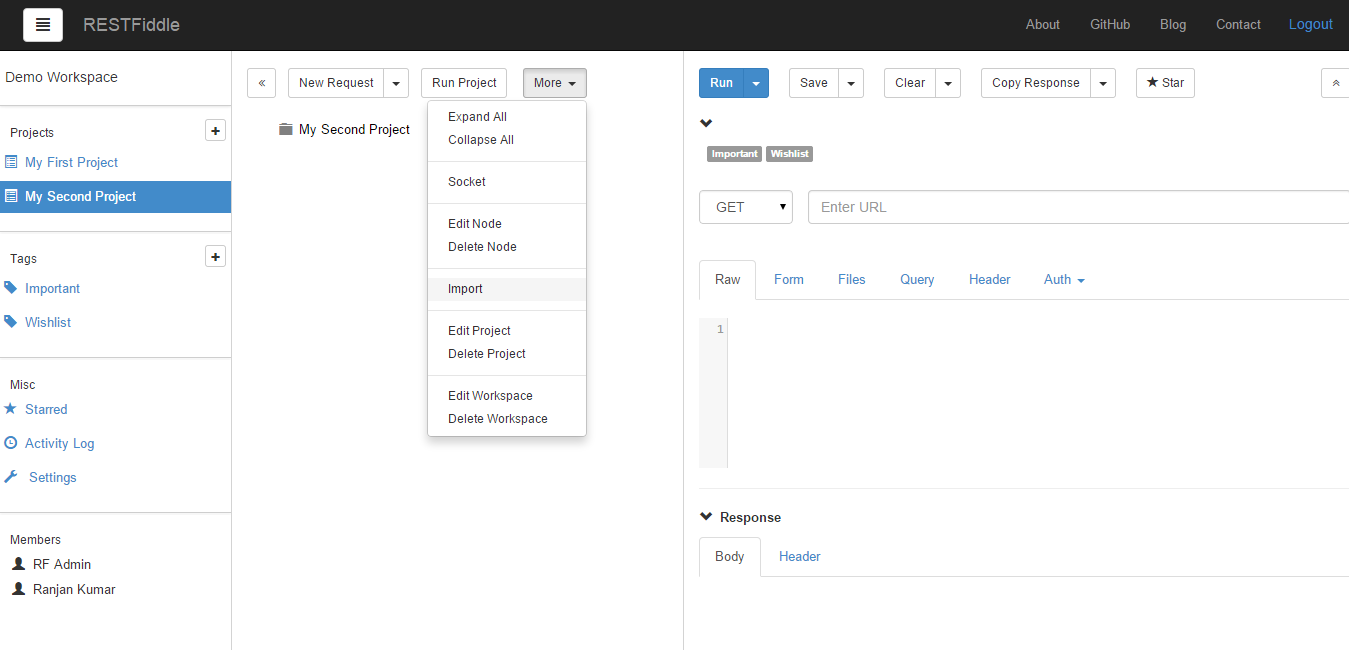 RESTFiddle
About GitHub Blog Contact Logout
Demo Workspace
Projects
My First Project
My Second Project
Tags
Important
Wishlist
Misc
Starred
Activity Log
Settings
Members
RF Admin
Ranjan Kumar
« New Request Run Project More
My Second Project
Expand All
Collapse All
Socket
Edit Node
Delete Node
Import
Edit Project
Delete Project
Edit Workspace
Delete Workspace
Run Save Clear Copy Response ★ Star
Important Wishlist
GET Enter URL
Raw Form Files Query Header Auth
1
Response
Body Header